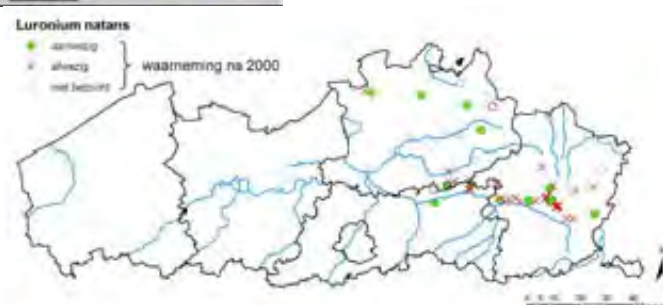 Luronium natans
aanwezig
afwezig
niet bezocht
waarneming na 2000